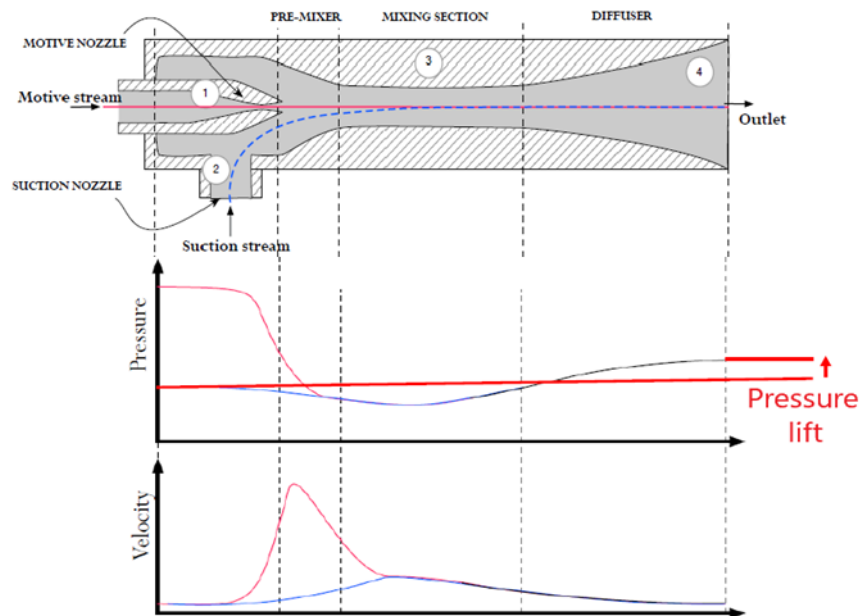 PRE-MIXER
MIXING SECTION
DIFFUSER
MOTIVE NOZZLE
3
4
1
Motive stream
Outlet
2
SUCTION NOZZLE
Suction stream
Pressure
Pressure
lift
Velocity